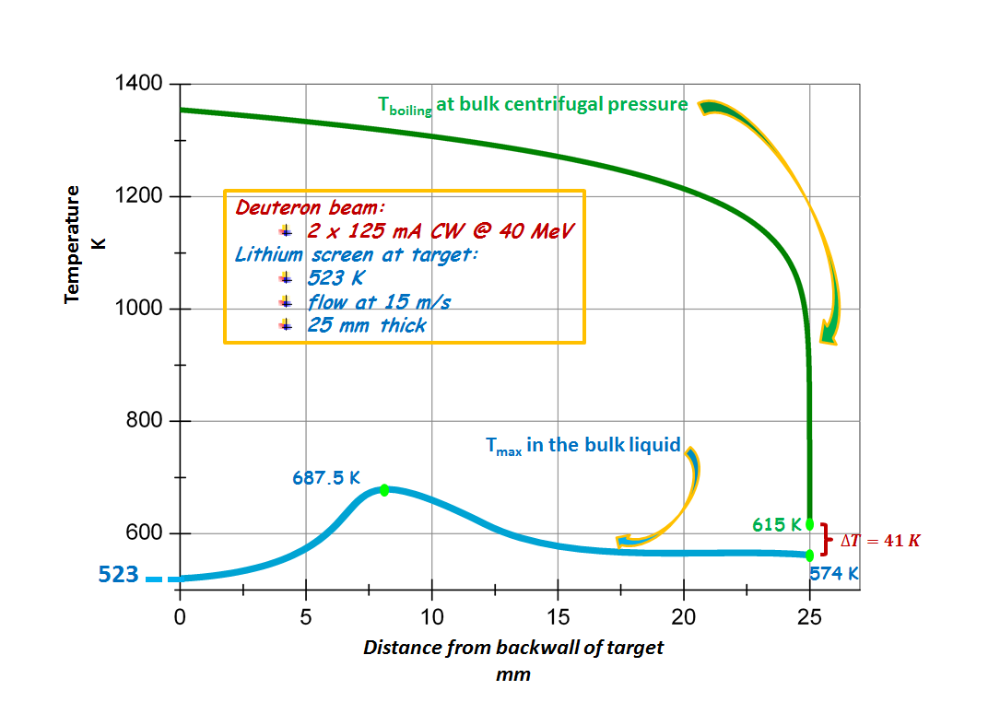 1400
1200
1000
800
600
523
Temperature
K
T_boiling at bulk centrifugal pressure
Deuteron beam:
2 x 125 mA CW @ 40 MeV
Lithium screen at target:
523 K
flow at 15 m/s
25 mm thick
T_max in the bulk liquid
687.5 K
615 K
ΔT = 41 K
574 K
0 5 10 15 20 25
Distance from backwall of target
mm